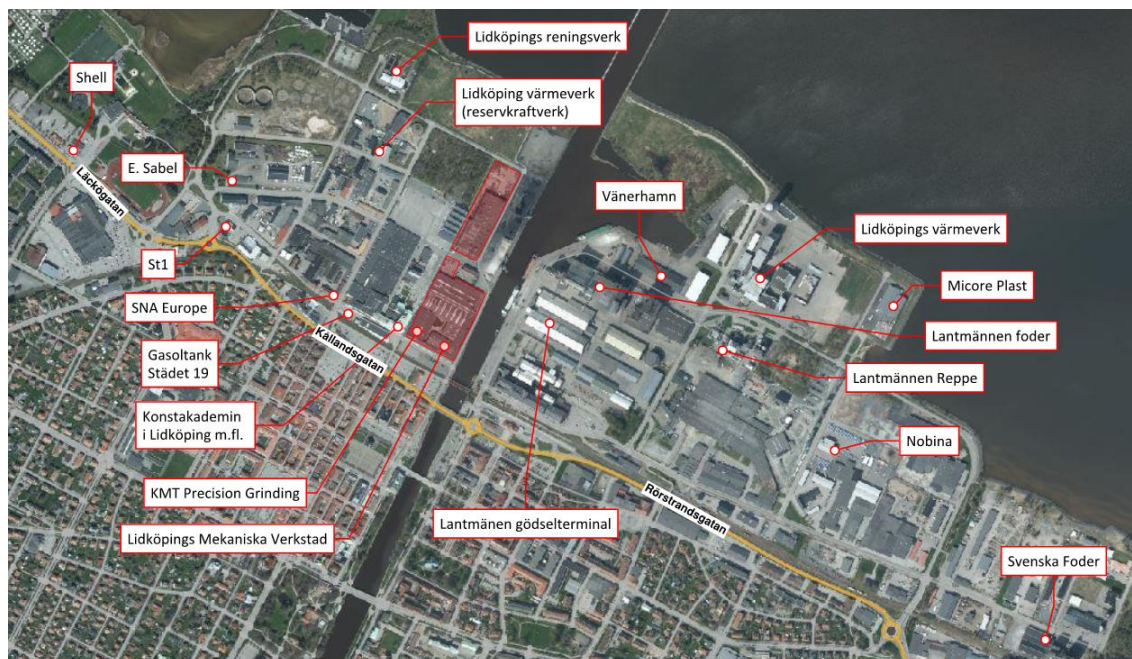 Lidköpings reningsverk
Shell
Lidköping värmeverk
(reservkraftverk)
E. Sabel
Läckögatan
Vänerhamn
Lidköpings värmeverk
St1
Micore Plast
SNA Europe
Lantmännen foder
Gasoltank
Städet 19
Källandsgatan
Lantmännen Reppe
Konstakademin
i Lidköping m.fl.
Nobina
KMT Precision Grinding
Rörstrandsgatan
Lantmänen gödselterminal
Lidköpings Mekaniska Verkstad
Svenska Foder